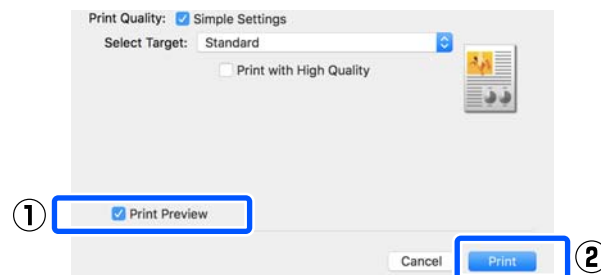 Print Quality: Simple Settings
Select Target: Standard
Print with High Quality
① Print Preview
Cancel Print ②